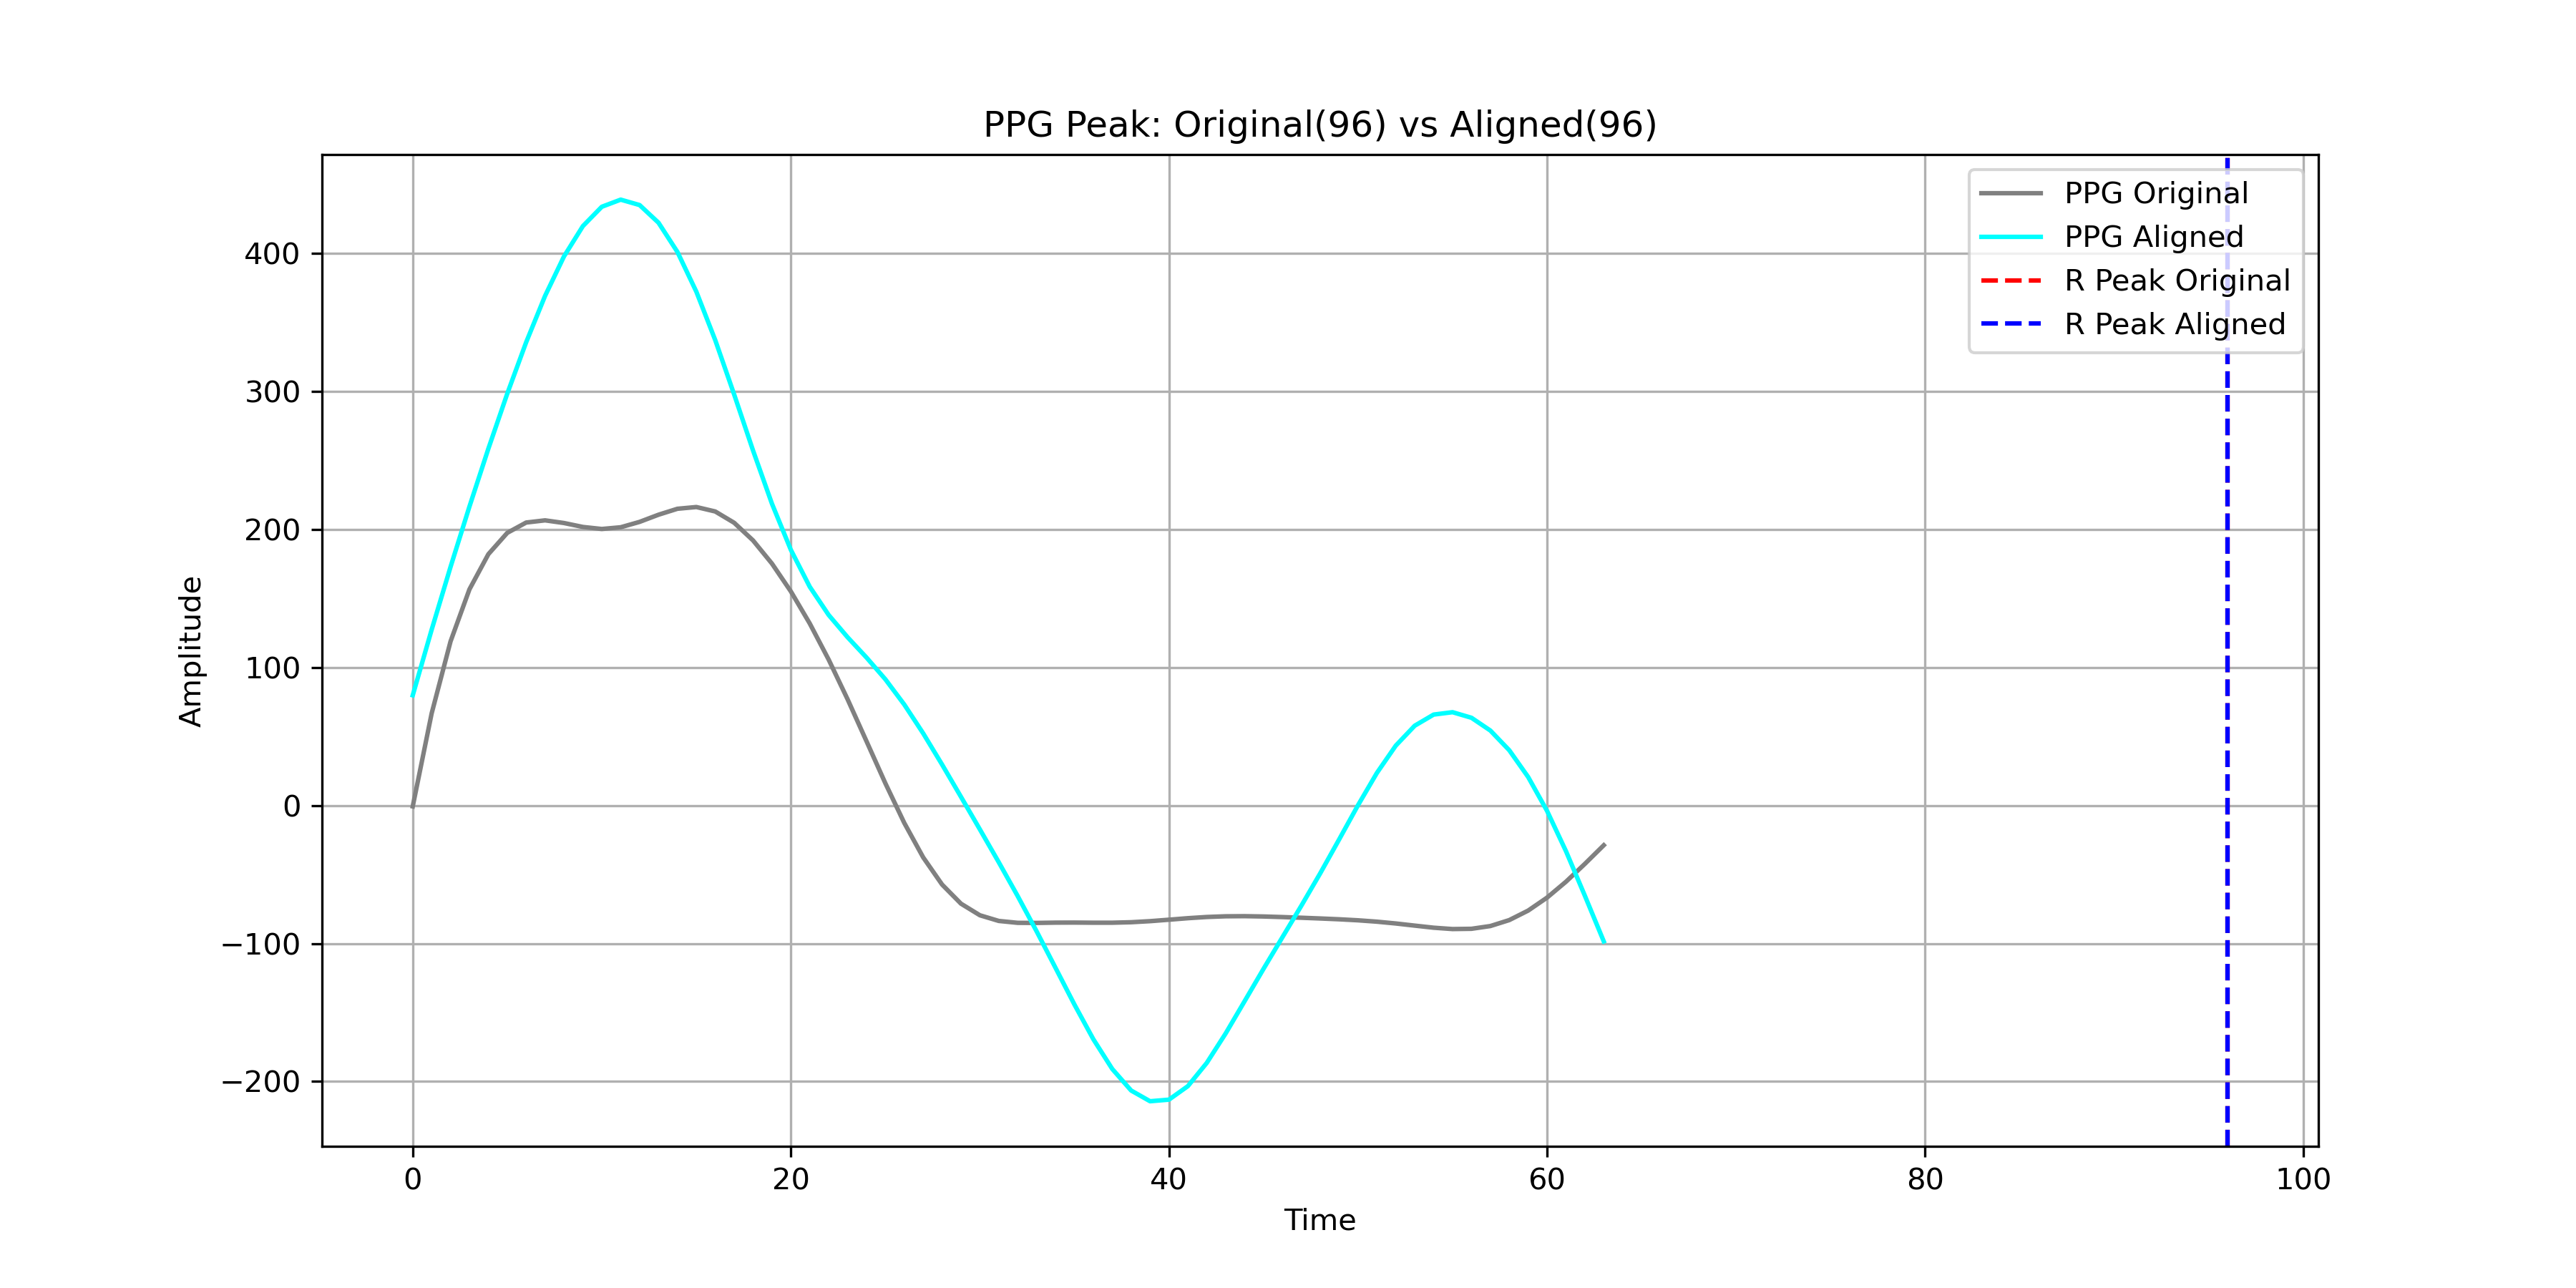 PPG Peak: Original(96) vs Aligned(96)
PPG Original
PPG Aligned
R Peak Original
R Peak Aligned
400
300
200
100
0
−100
−200
Amplitude
0 20 40 60 80 100
Time